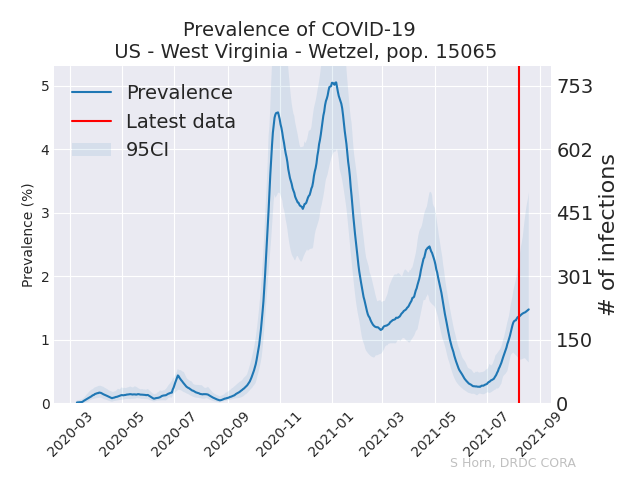 Prevalence of COVID-19
US - West Virginia - Wetzel, pop. 15065
Prevalence
Latest data
95CI
Prevalence (%)
5
4
3
2
1
0
753
602
451
301
150
0
# of infections
2020-03
2020-05
2020-07
2020-09
2020-11
2021-01
2021-03
2021-05
2021-07
2021-09
S Horn, DRDC CORA